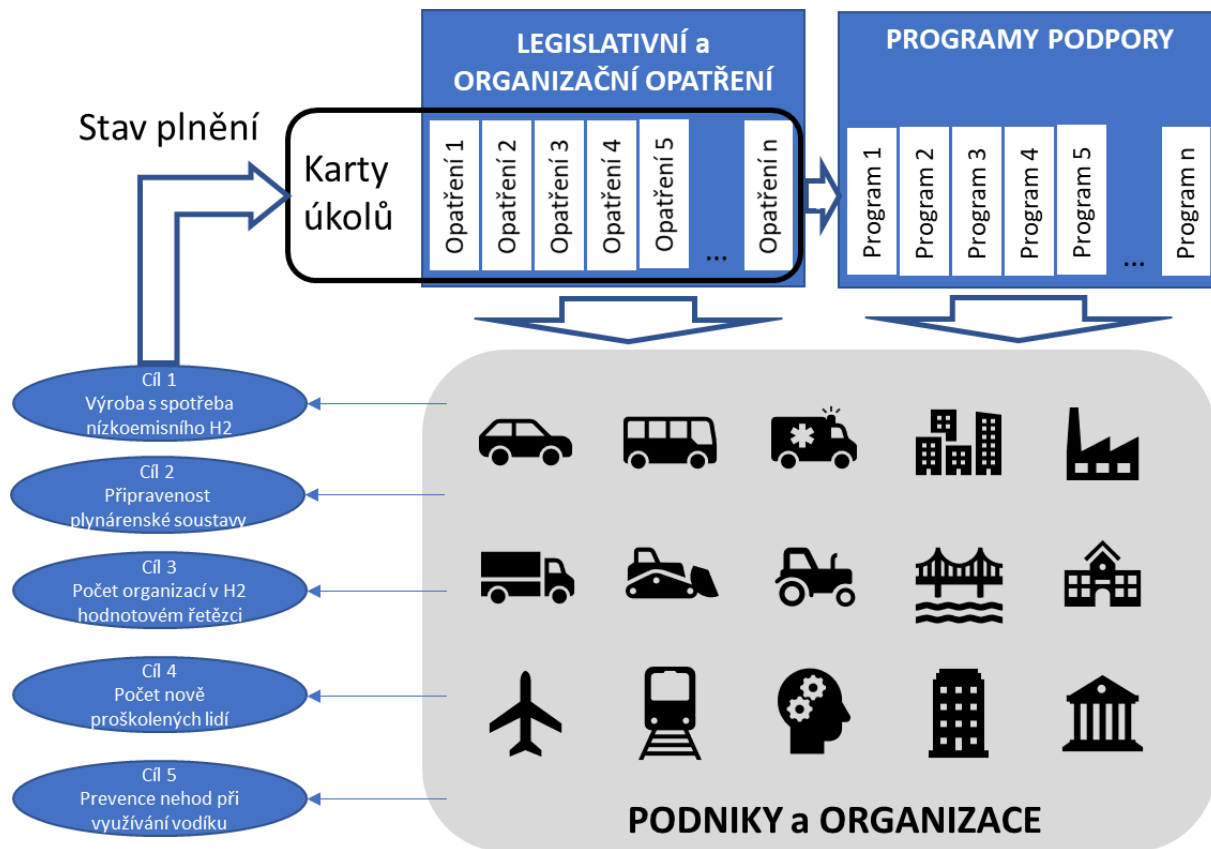 LEGISLATIVNÍ a
ORGANIZAČNÍ OPATŘENÍ
PROGRAMY PODPORY
Stav plnění
Karty
úkolů
Opatření 1
Opatření 2
Opatření 3
Opatření 4
Opatření 5
...
Opatření n
Program 1
Program 2
Program 3
Program 4
Program 5
...
Program n
Cíl 1
Výroba s spotřeba
nízkoemisního H2
Cíl 2
Připravenost
plynárenské soustavy
Cíl 3
Počet organizací v H2
hodnotovém řetězci
Cíl 4
Počet nově
proškolených lidí
Cíl 5
Prevence nehod při
využívání vodíku
PODNIKY a ORGANIZACE